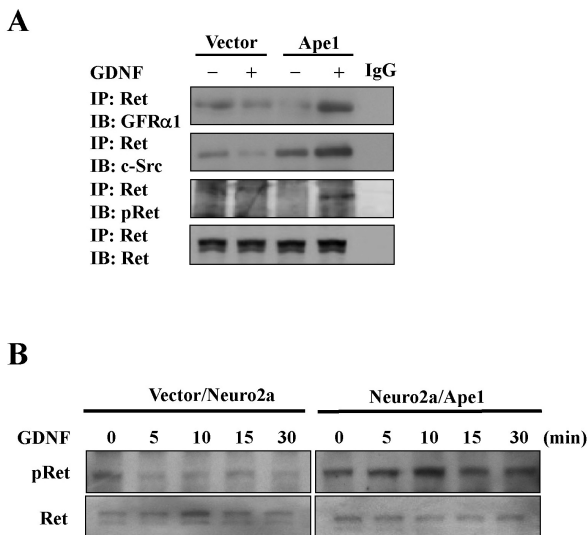 A
Vector Ape1
GDNF − + − + IgG
IP: Ret
IB: GFRα1
IP: Ret
IB: c-Src
IP: Ret
IB: pRet
IP: Ret
IB: Ret
B
Vector/Neuro2a Neuro2a/Ape1
GDNF 0 5 10 15 30 0 5 10 15 30 (min)
pRet
Ret